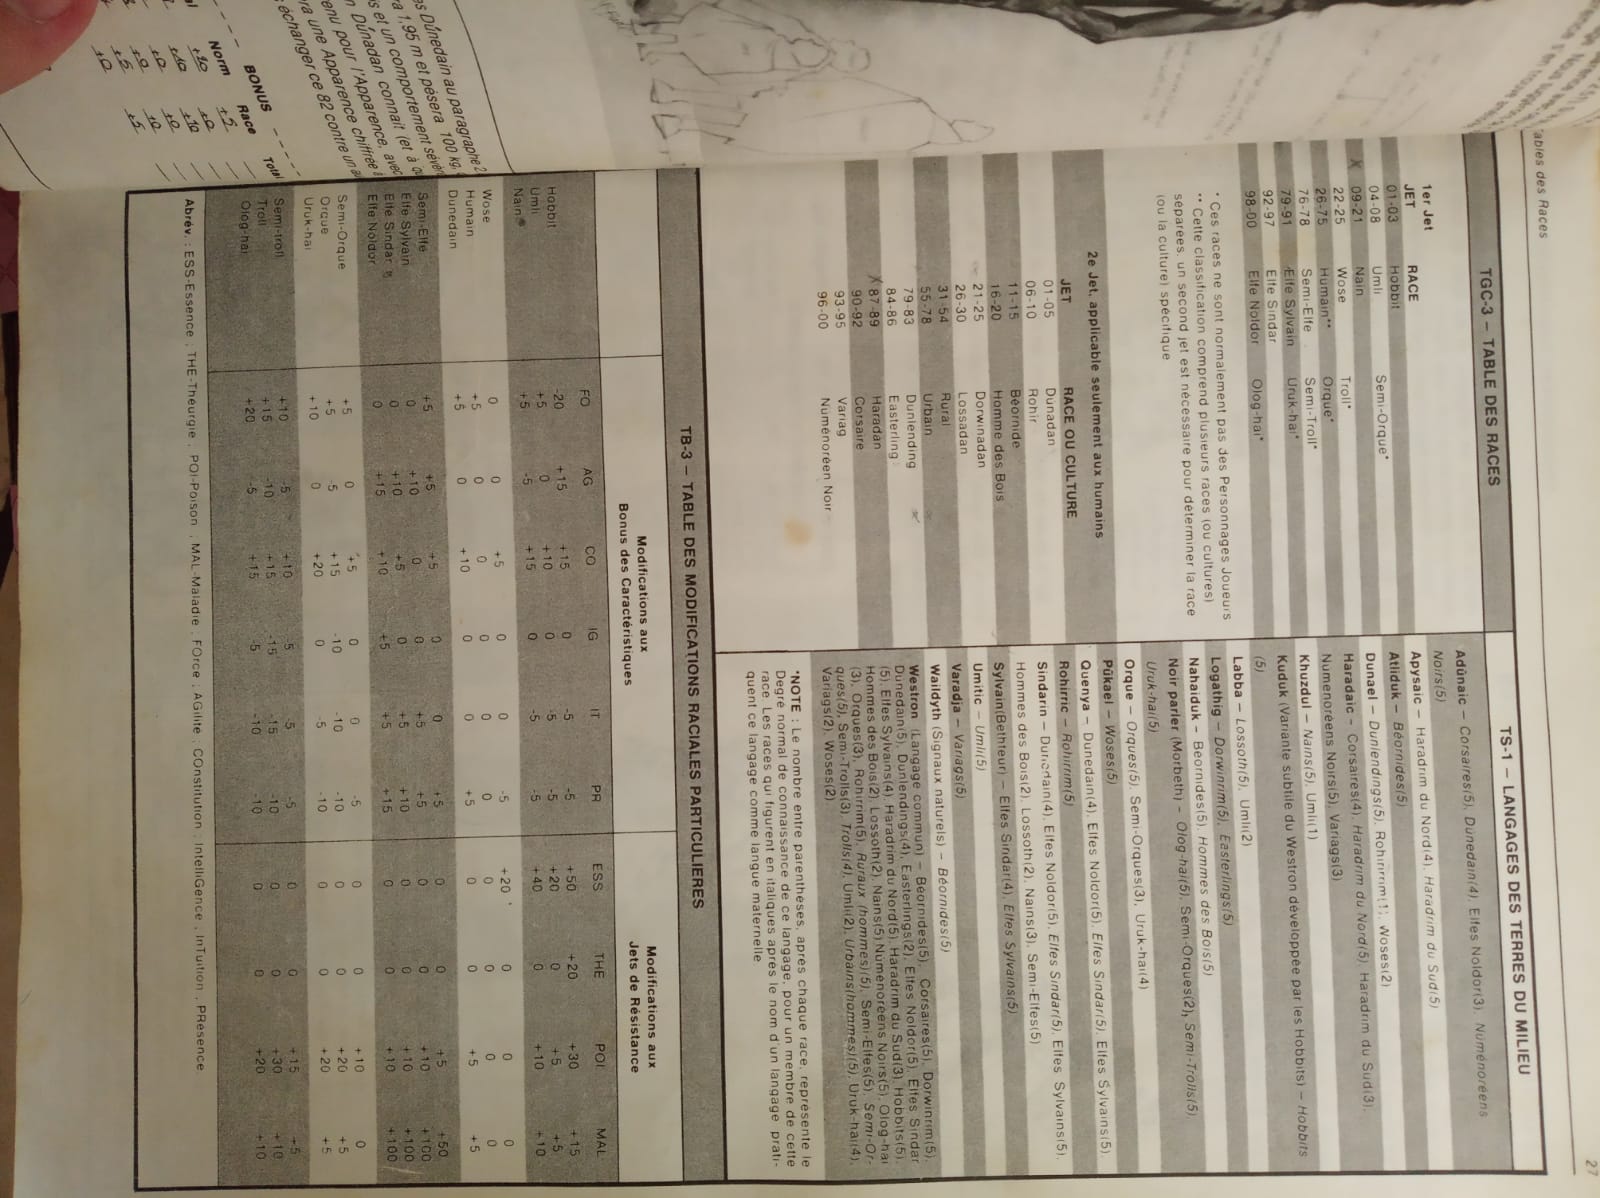 27
ables des Races
TGC-3 – TABLE DES RACES
1er Jet
JET RACE
01-03 Hobbit
04-08 Umli Semi-Orque*
09-21 Nain
22-25 Wose Troll*
26-75 Humain** Orque*
76-78 Semi-Elfe Semi-Troll*
79-91 Elfe Sylvain Uruk-hai*
92-97 Elfe Sindar
98-00 Elfe Noldor Olog-hai*
* Ces races ne sont normalement pas des Personnages Joueurs
** Cette classification comprend plusieurs races (ou cultures)
séparées, un second jet est nécessaire pour déterminer la race
(ou la culture) spécifique
2e Jet, applicable seulement aux humains
JET RACE OU CULTURE
01-05 Dúnadan
06-10 Rohir
11-15 Béornide
16-20 Homme des Bois
21-25 Dorwinadan
26-30 Lossadan
31-54 Rural
55-78 Urbain
79-83 Dunlending
84-86 Easterling
X 87-89 Haradan
90-92 Corsaire
93-95 Variag
96-00 Numénoréen Noir
TS-1 – LANGAGES DES TERRES DU MILIEU
Adûnaic – Corsaires(5), Dúnedain(4), Elfes Noldor(3), Numénoréens
Noirs(5)
Apysaic – Haradrim du Nord(4), Haradrim du Sud(5)
Atliduk – Béornides(5)
Dunael – Dunlendings(5), Rohirrim(1), Woses(2)
Haradaic – Corsaires(4), Haradrim du Nord(5), Haradrim du Sud(3),
Numenoréens Noirs(5), Variags(3)
Khuzdul – Nains(5), Umli(1)
Kuduk (Variante subtile du Westron développée par les Hobbits) – Hobbits
(5)
Labba – Lossoth(5), Umli(2)
Logathig – Dorwinrim(5), Easterlings(5)
Nahaiduk – Béornides(5), Hommes des Bois(5)
Noir parler (Morbeth) – Olog-hai(5), Semi-Orques(2), Semi-Trolls(5),
Uruk-hai(5)
Orque – Orques(5), Semi-Orques(3), Uruk-hai(4)
Pûkael – Woses(5)
Quenya – Dunedain(4), Elfes Noldor(5), Elfes Sindar(5), Elfes Sylvains(5),
Rohirric – Rohirrim(5)
Sindarin – Dunedain(4), Elfes Noldor(5), Elfes Sindar(5), Elfes Sylvains(5),
Hommes des Bois(2), Lossoth(2), Nains(3), Semi-Elfes(5)
Sylvain(Bethteur) – Elfes Sindar(4), Elfes Sylvains(5)
Umitic – Umli(5)
Varadja – Variags(5)
Waildyth (Signaux naturels) – Béornides(5)
Westron (Langage commun) – Béornides(5), Corsaires(5), Dorwinrim(5),
Dúnedain(5), Dunlendings(4), Easterlings(2), Elfes Noldor(5), Elfes Sindar
(5), Elfes Sylvains(4), Haradrim du Nord(5), Haradrim du Sud(3), Hobbits(5),
Hommes des Bois(2), Lossoth(2), Nains(5) Numénoréens Noirs(5), Olog-hai
(3), Orques(3), Rohirrim(5), Ruraux (hommes)(5), Semi-Elfes(5), Semi-Or-
ques(5), Semi-Trolls(3), Trolls(4), Umli(2), Urbains(hommes)(5), Uruk-hai(4),
Variags(2), Woses(2)
*NOTE : Le nombre entre parenthèses, après chaque race, représente le
Degré normal de connaissance de ce langage, pour un membre de cette
race. Les races qui figurent en italiques après le nom d'un langage prati-
quent ce langage comme langue maternelle
TB-3 – TABLE DES MODIFICATIONS RACIALES PARTICULIERES
Modifications aux
Bonus des Caractéristiques
Modifications aux
Jets de Résistance
FO AG CO IG IT PR ESS THE POI MAL
Hobbit -20 +15 +15 0 -5 -5 +50 +20 +30 +15
Umli +5 0 +10 0 -5 -5 +20 0 +5 +5
Nain +5 -5 +15 0 -5 -5 +40 0 +10 +10
Wose 0 0 +5 0 0 -5 +20 0 0 0
Humain +5 0 0 0 0 0 0 0 0 0
Dunedain +5 0 +10 0 0 +5 0 0 +5 +5
Semi-Elfe +5 +5 +5 0 0 +5 0 0 +5 +50
Elfe Sylvain 0 +10 0 0 +5 +5 0 0 +10 +100
Elfe Sindar 0 +10 +5 0 +5 +10 0 0 +10 +100
Elfe Noldor 0 +15 +10 +5 +5 +15 0 0 +10 +100
Semi-Orque +5 0 +5 0 0 -5 0 0 +10 0
Orque +5 -5 +15 -10 -10 -10 0 0 +20 +5
Uruk-hai +10 0 +20 0 -5 -10 0 0 +20 +5
Semi-troll +10 -5 +10 -5 -5 -5 0 0 +15 +5
Troll +15 -10 +15 -15 -15 -10 0 0 +30 +10
Olog-hai +20 -5 +15 -5 -10 -10 0 0 +20 +10
Abrév. : ESS-Essence ; THE-Théurgie ; POI-Poison ; MAL-Maladie ; FOrce ; AGilité ; COnstitution ; IntelliGence ; InTuition ; PRésence.
es Dúnedain au paragraphe 2
ra 1,95 m et pèsera 100 kg,
s et un comportement sévè
n Dúnadan connait (et à
enu pour l'Apparence, avec
ra une Apparence chiffrée
échanger ce 82 contre un
BONUS
Norm Race Total
+20 +5
+10 +0
+0 +10
+0 +0
+5 +0
+0 +5